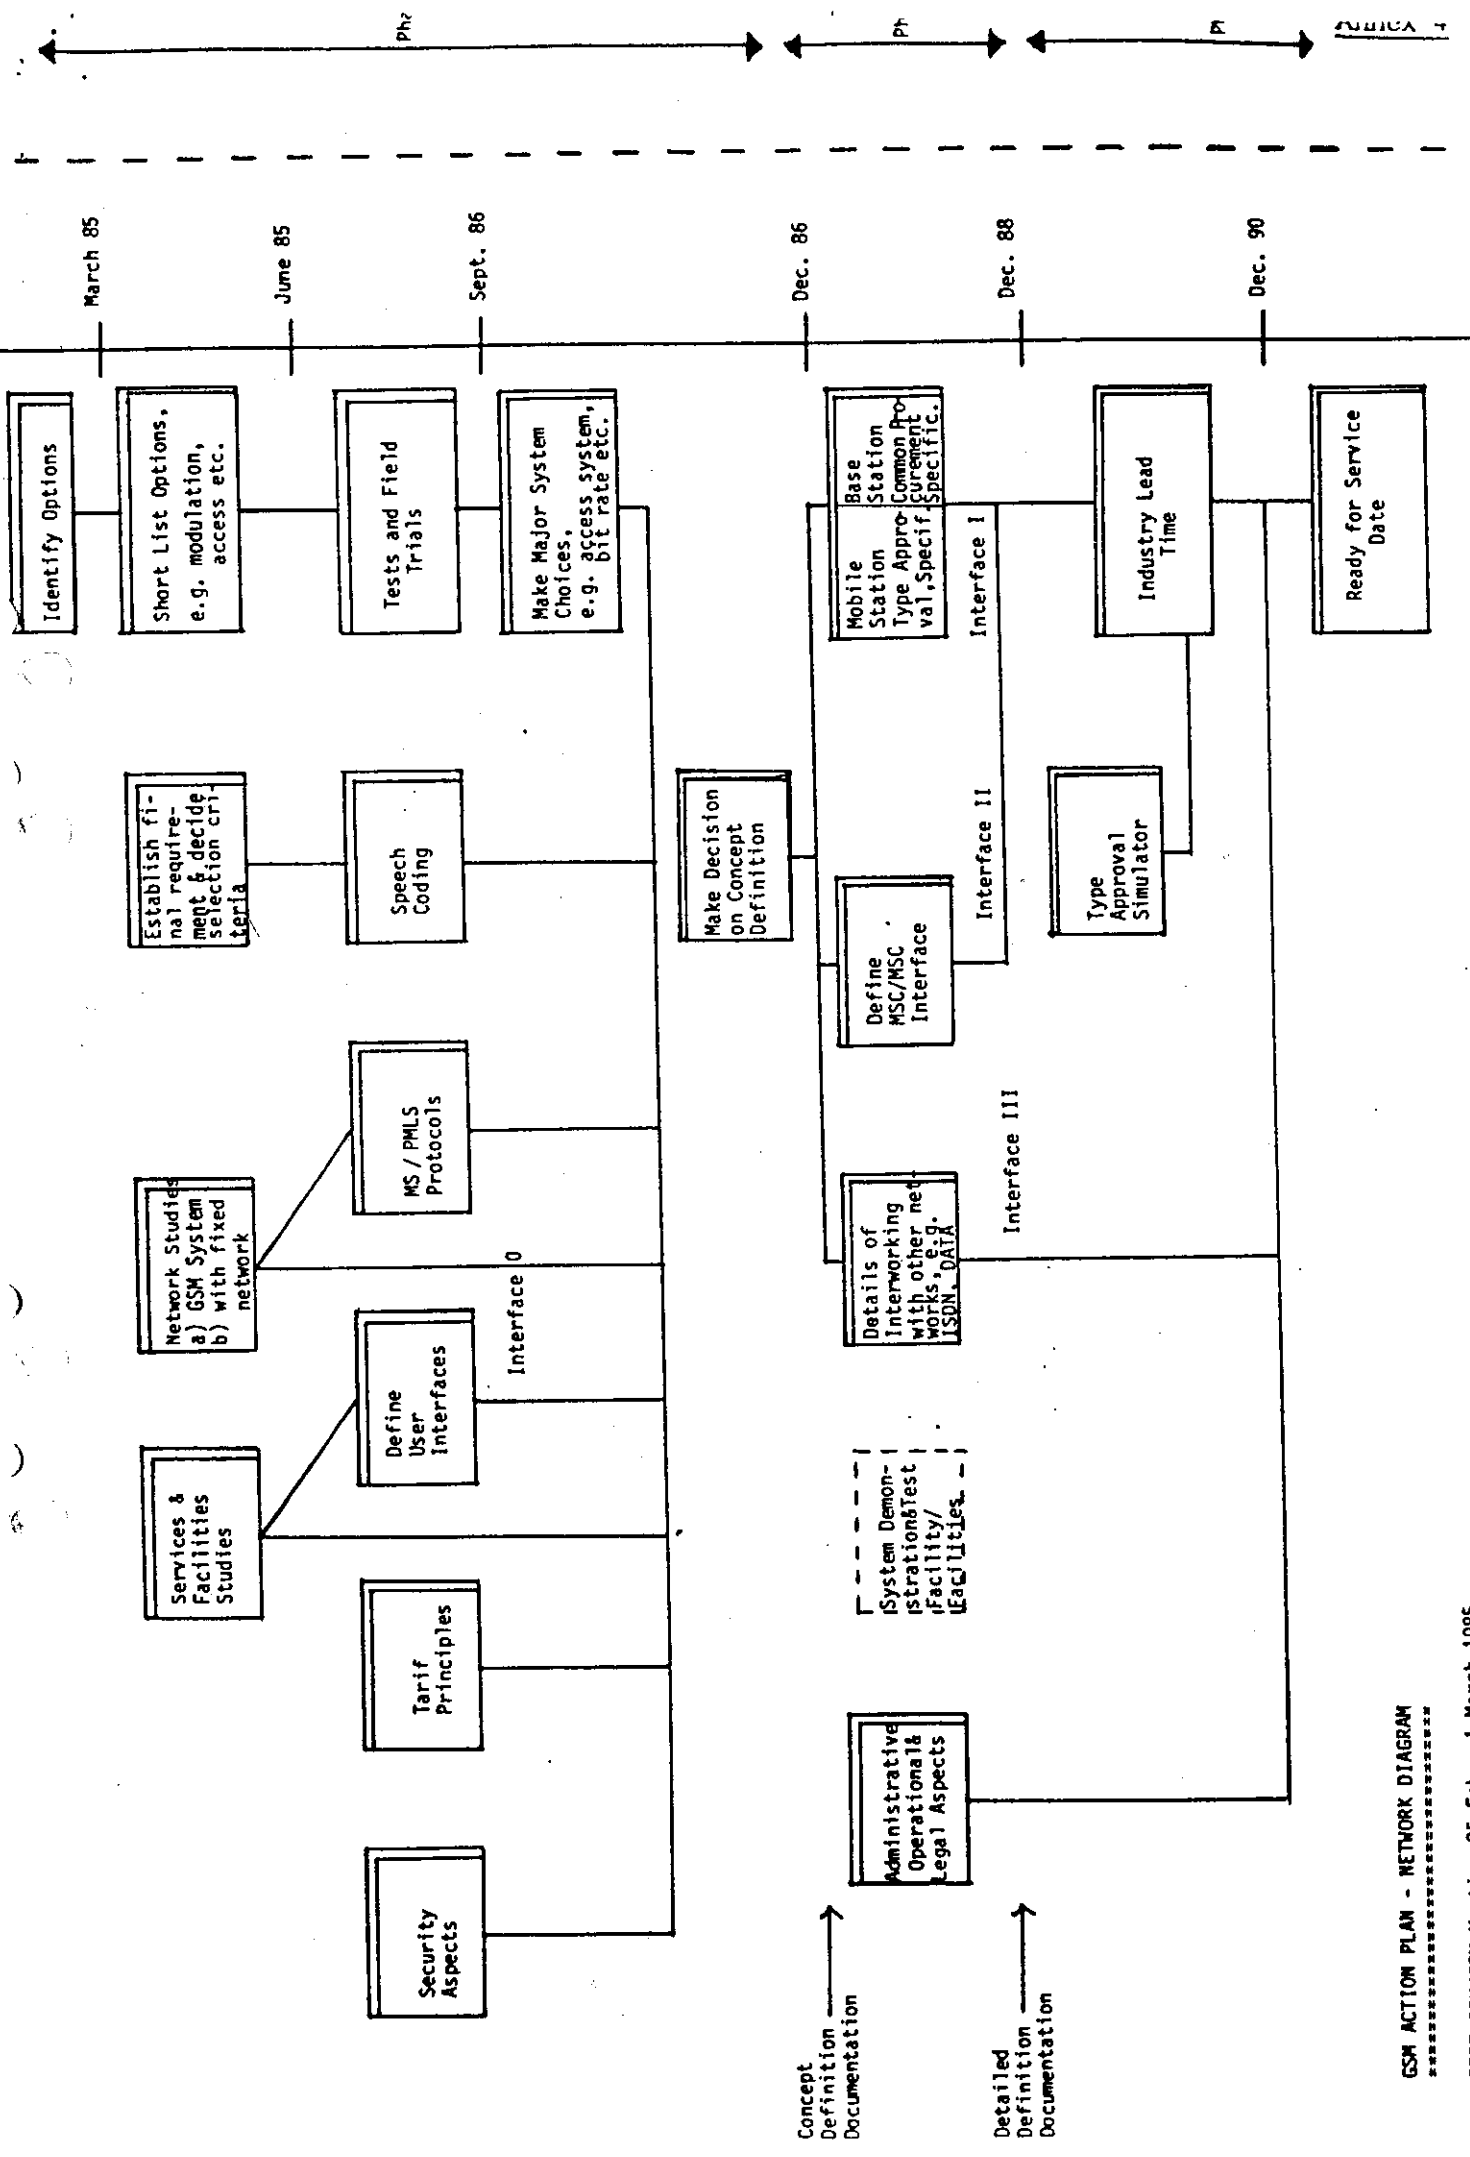 Annex 4
Identify Options
Short List Options,
e.g. modulation,
access etc.
Tests and Field
Trials
Make Major System
Choices,
e.g. access system,
bit rate etc.
March 85
June 85
Sept. 86
Dec. 86
Dec. 88
Dec. 90
Establish fi-
nal require-
ment & decide
selection cri-
teria
Speech
Coding
Network Studies
a) GSM System
b) with fixed
network
MS / PMLS
Protocols
Services &
Facilities
Studies
Define
User
Interfaces
Interface O
Tarif
Principles
Security
Aspects
Make Decision
on Concept
Definition
Mobile
Station
Type Appro-
val,Specif.
Base
Station
Common Pro-
curement
Specific.
Interface I
Define
MSC/MSC
Interface
Interface II
Details of
Interworking
with other net-
works, e.g.
ISDN, DATA
Interface III
System Demon-
stration&Test
Facility/
Facilities
Administrative
Operational&
Legal Aspects
Type
Approval
Simulator
Industry Lead
Time
Ready for Service
Date
Concept
Definition
Documentation
Detailed
Definition
Documentation
GSM ACTION PLAN - NETWORK DIAGRAM